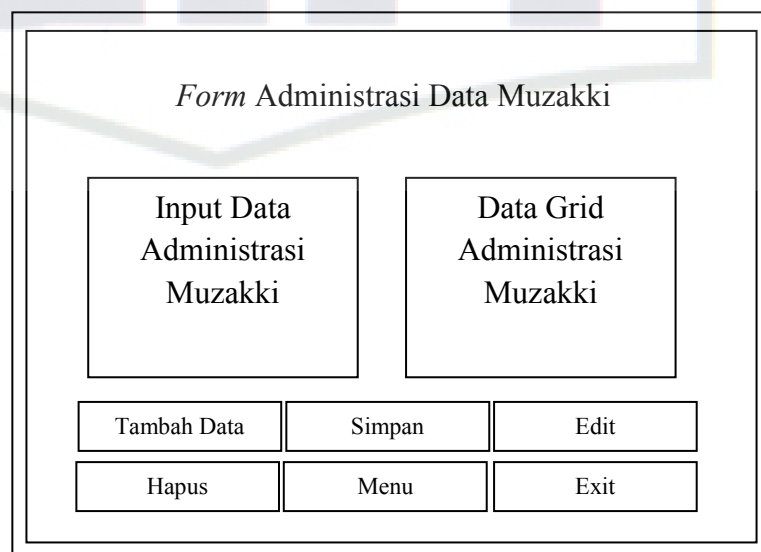 Form Administrasi Data Muzakki
Input Data
Administrasi
Muzakki
Data Grid
Administrasi
Muzakki
Tambah Data
Simpan
Edit
Hapus
Menu
Exit